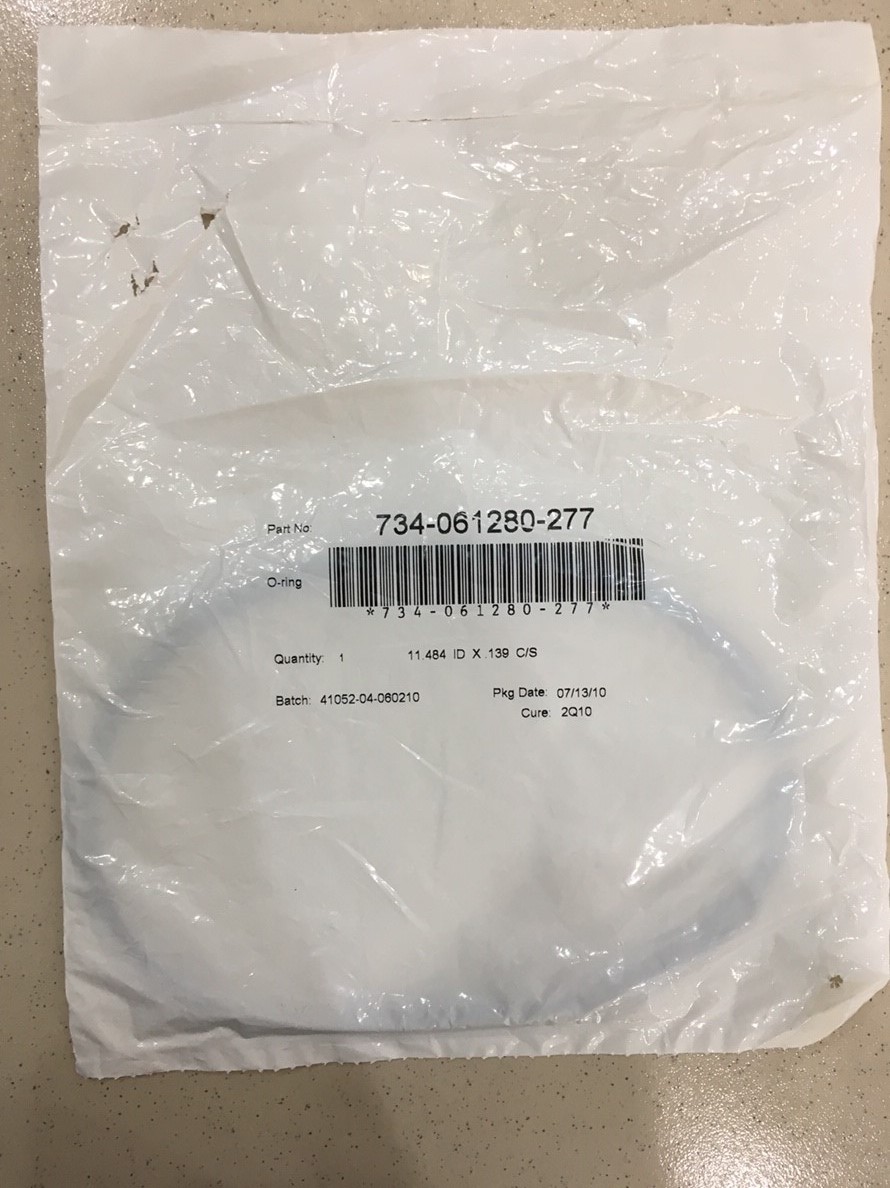 Part No: 734-061280-277
O-ring
*734-061280-277*
Quantity: 1 11.484 ID X .139 C/S
Batch: 41052-04-060210 Pkg Date: 07/13/10
Cure: 2Q10